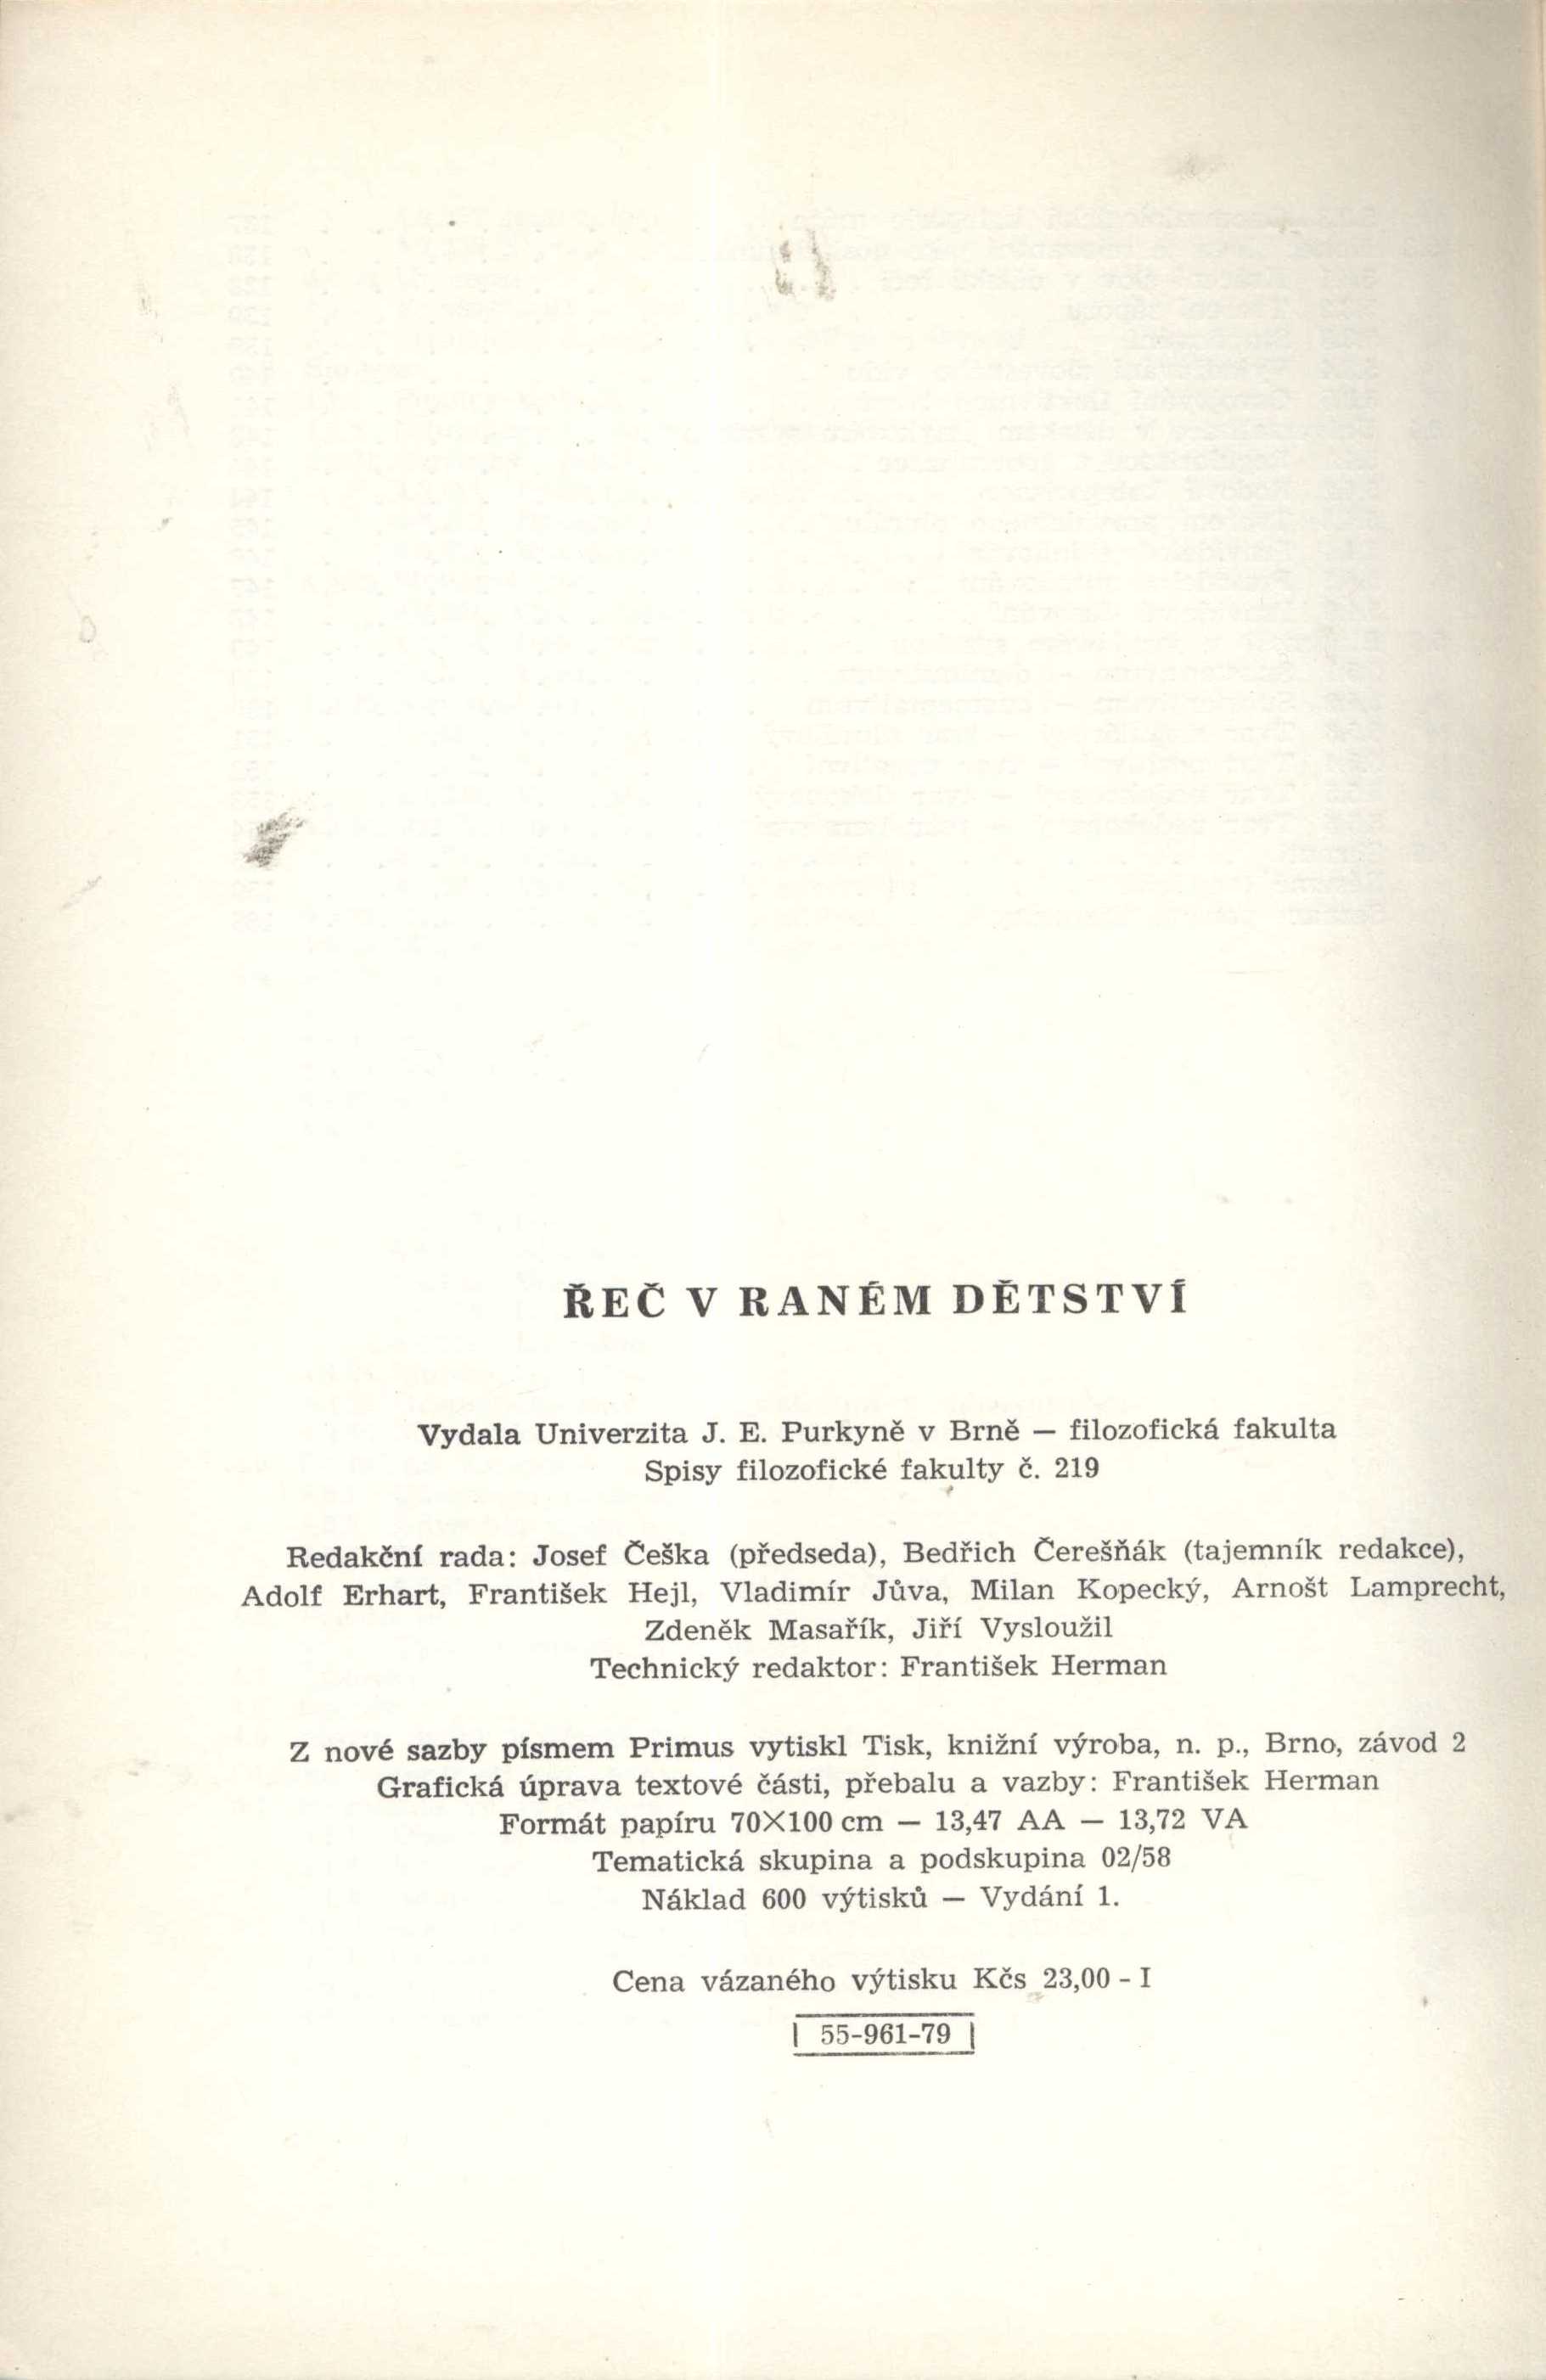 ŘEČ V RANÉM DĚTSTVÍ
Vydala Univerzita J. E. Purkyně v Brně — filozofická fakulta
Spisy filozofické fakulty č. 219
Redakční rada: Josef Češka (předseda), Bedřich Čerešňák (tajemník redakce),
Adolf Erhart, František Hejl, Vladimír Jůva, Milan Kopecký, Arnošt Lamprecht,
Zdeněk Masařík, Jiří Vysloužil
Technický redaktor: František Herman
Z nové sazby písmem Primus vytiskl Tisk, knižní výroba, n. p., Brno, závod 2
Grafická úprava textové části, přebalu a vazby: František Herman
Formát papíru 70×100 cm — 13,47 AA — 13,72 VA
Tematická skupina a podskupina 02/58
Náklad 600 výtisků — Vydání 1.
Cena vázaného výtisku Kčs 23,00 - I
55-961-79